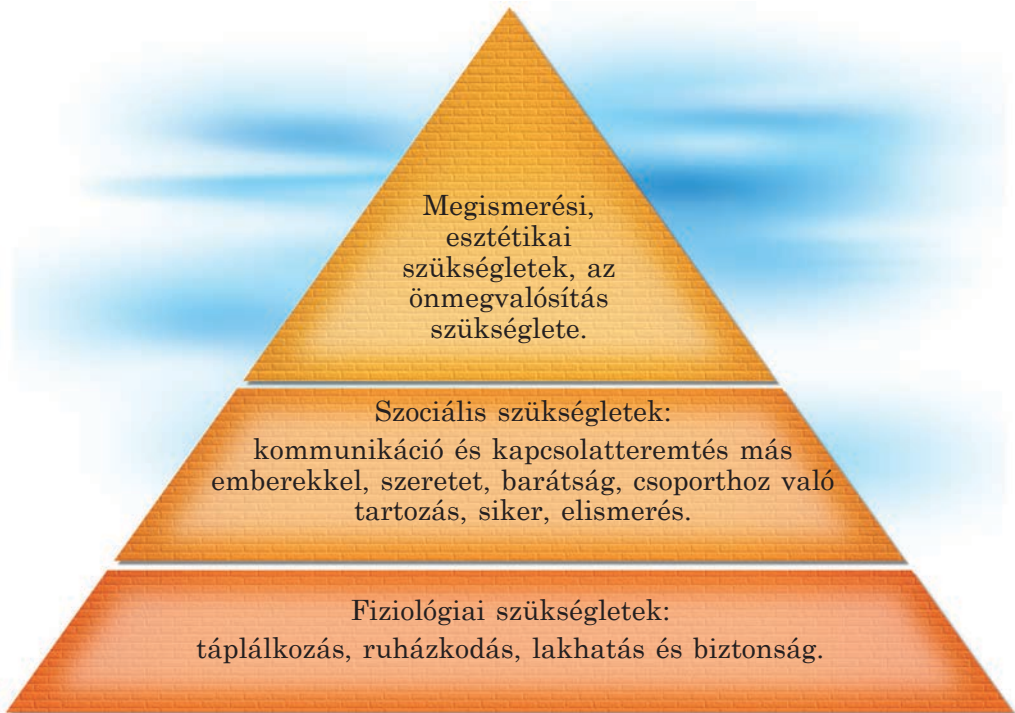 Megismerési,
esztétikai
szükségletek, az
önmegvalósítás
szükséglete.
Szociális szükségletek:
kommunikáció és kapcsolatteremtés más
emberekkel, szeretet, barátság, csoporthoz való
tartozás, siker, elismerés.
Fiziológiai szükségletek:
táplálkozás, ruházkodás, lakhatás és biztonság.